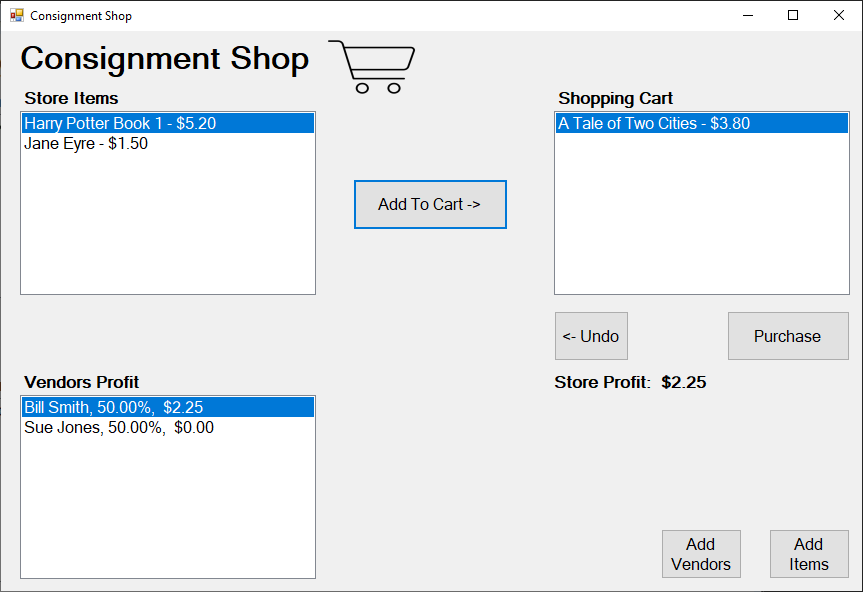 Consignment Shop
Consignment Shop
Store Items
Harry Potter Book 1 - $5.20
Jane Eyre - $1.50
Add To Cart ->
Shopping Cart
A Tale of Two Cities - $3.80
<- Undo
Purchase
Vendors Profit
Bill Smith, 50.00%,  $2.25
Sue Jones, 50.00%,  $0.00
Store Profit:  $2.25
Add
Vendors
Add
Items